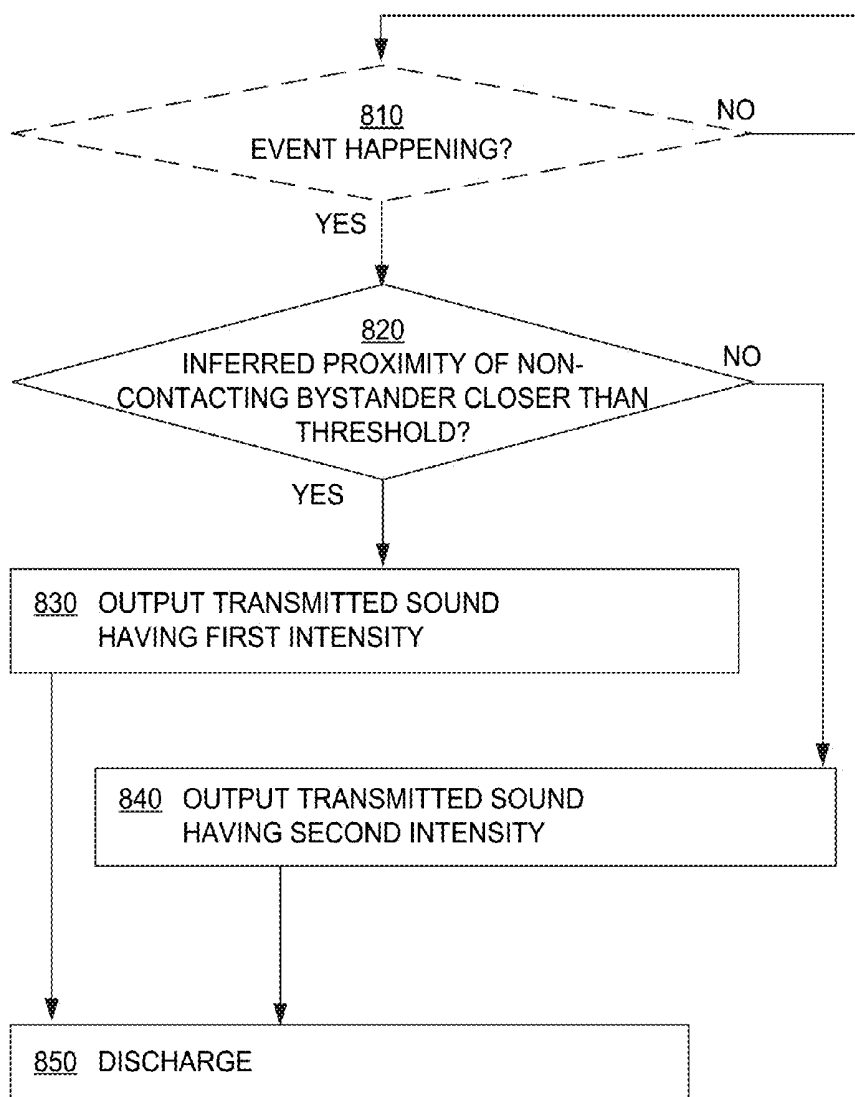 810
EVENT HAPPENING?
NO
YES
820
INFERRED PROXIMITY OF NON-
CONTACTING BYSTANDER CLOSER THAN
THRESHOLD?
NO
YES
830 OUTPUT TRANSMITTED SOUND
HAVING FIRST INTENSITY
840 OUTPUT TRANSMITTED SOUND
HAVING SECOND INTENSITY
850 DISCHARGE